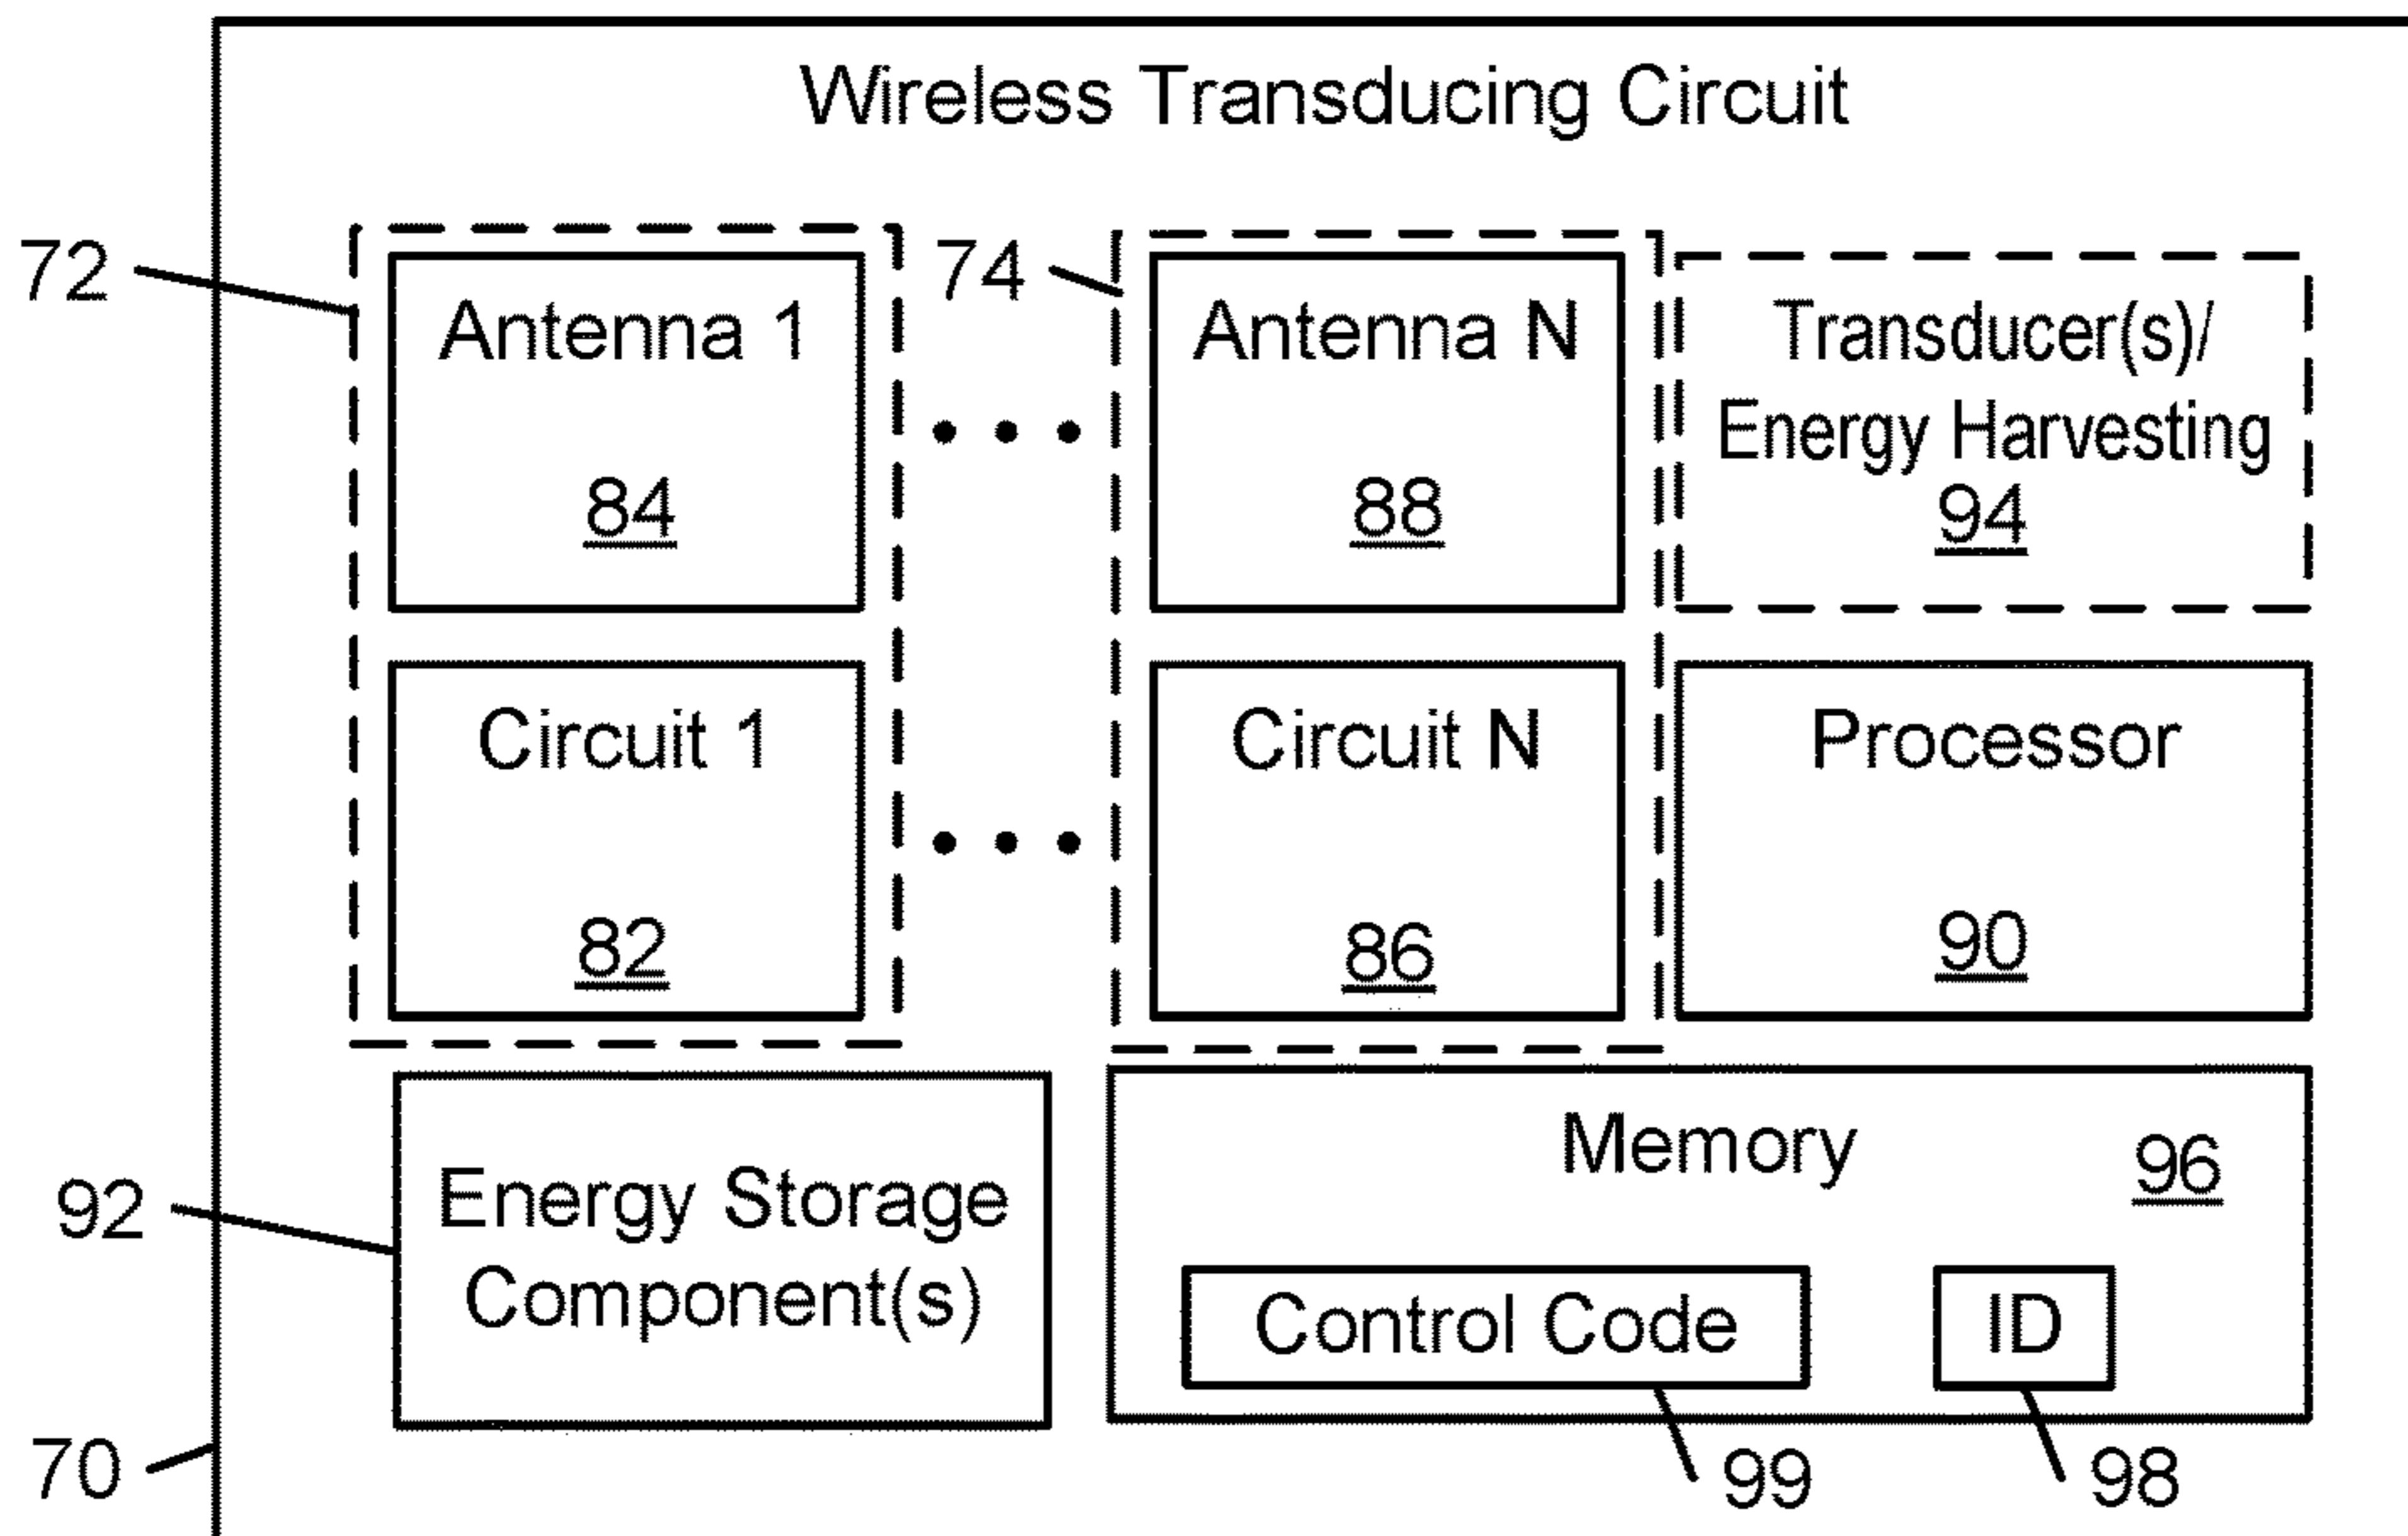 Wireless Transducing Circuit
72
74
Antenna 1
84
• • •
Antenna N
88
Transducer(s)/
Energy Harvesting
94
Circuit 1
82
• • •
Circuit N
86
Processor
90
92
Energy Storage
Component(s)
Memory
96
Control Code
ID
70
99
98